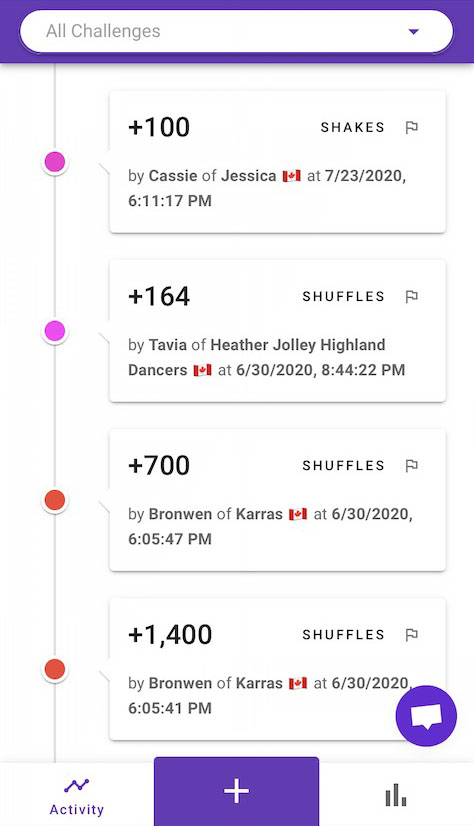 All Challenges
+100 SHAKES
by Cassie of Jessica 🇨🇦 at 7/23/2020,
6:11:17 PM
+164 SHUFFLES
by Tavia of Heather Jolley Highland
Dancers 🇨🇦 at 6/30/2020, 8:44:22 PM
+700 SHUFFLES
by Bronwen of Karras 🇨🇦 at 6/30/2020,
6:05:47 PM
+1,400 SHUFFLES
by Bronwen of Karras 🇨🇦 at 6/30/2020,
6:05:41 PM
Activity